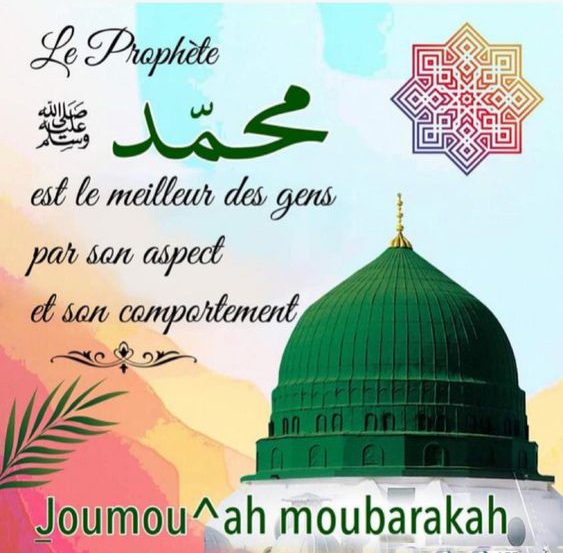 Le Prophète
محمّد
صلى الله
عليه
وسلم
est le meilleur des gens
par son aspect
et son comportement
Joumou^ah moubarakah